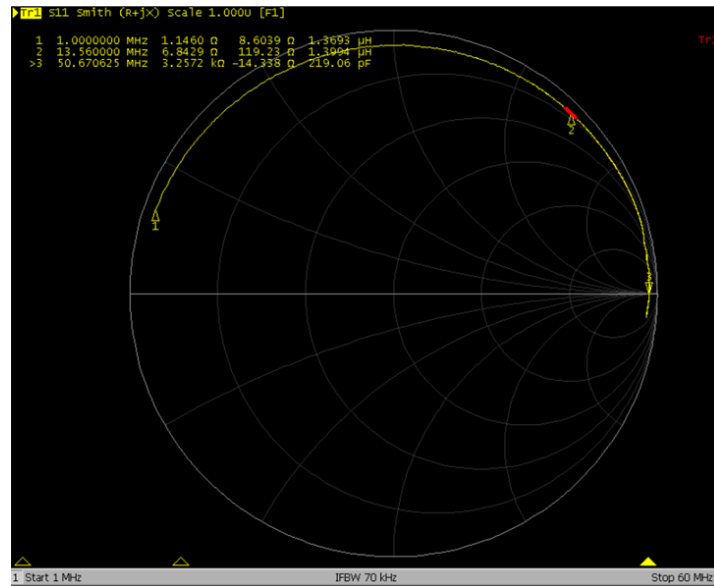 Tr1 S11 Smith (R+jX) Scale 1.000U [F1]
1 1.0000000 MHz 1.1460 Ω 8.6039 Ω 1.3693 μH
2 13.560000 MHz 6.8429 Ω 119.23 Ω 1.3994 μH
>3 50.670625 MHz 3.2572 kΩ -14.338 Ω 219.06 pF
1
2
3
1 Start 1 MHz IFBW 70 kHz Stop 60 MHz